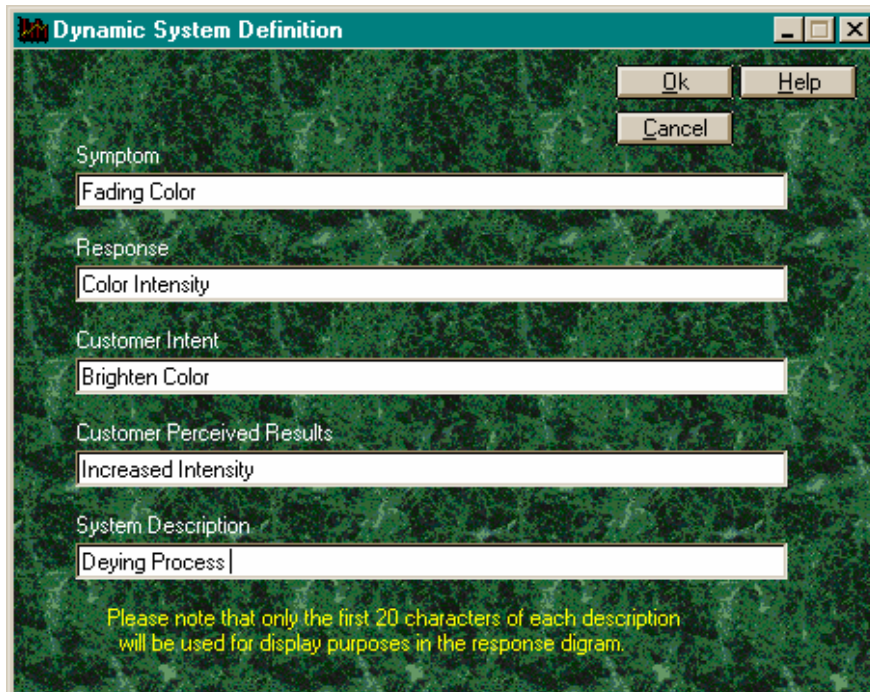 Dynamic System Definition
Ok
Help
Cancel
Symptom
Fading Color
Response
Color Intensity
Customer Intent
Brighten Color
Customer Perceived Results
Increased Intensity
System Description
Deying Process
Please note that only the first 20 characters of each description
will be used for display purposes in the response digram.